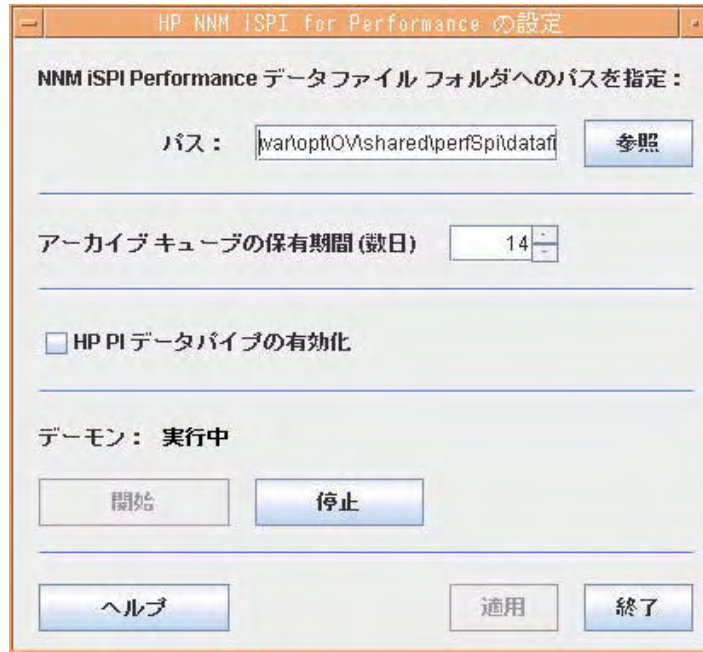 HP NNM iSPI for Performance の設定
NNM iSPI Performance データファイル フォルダへのパスを指定：
パス： \var\opt\OV\shared\perfSpi\datafi 参照
アーカイブ キューブの保有期間 (数日) 14
HP PI データパイプの有効化
デーモン： 実行中
開始 停止
ヘルプ 適用 終了